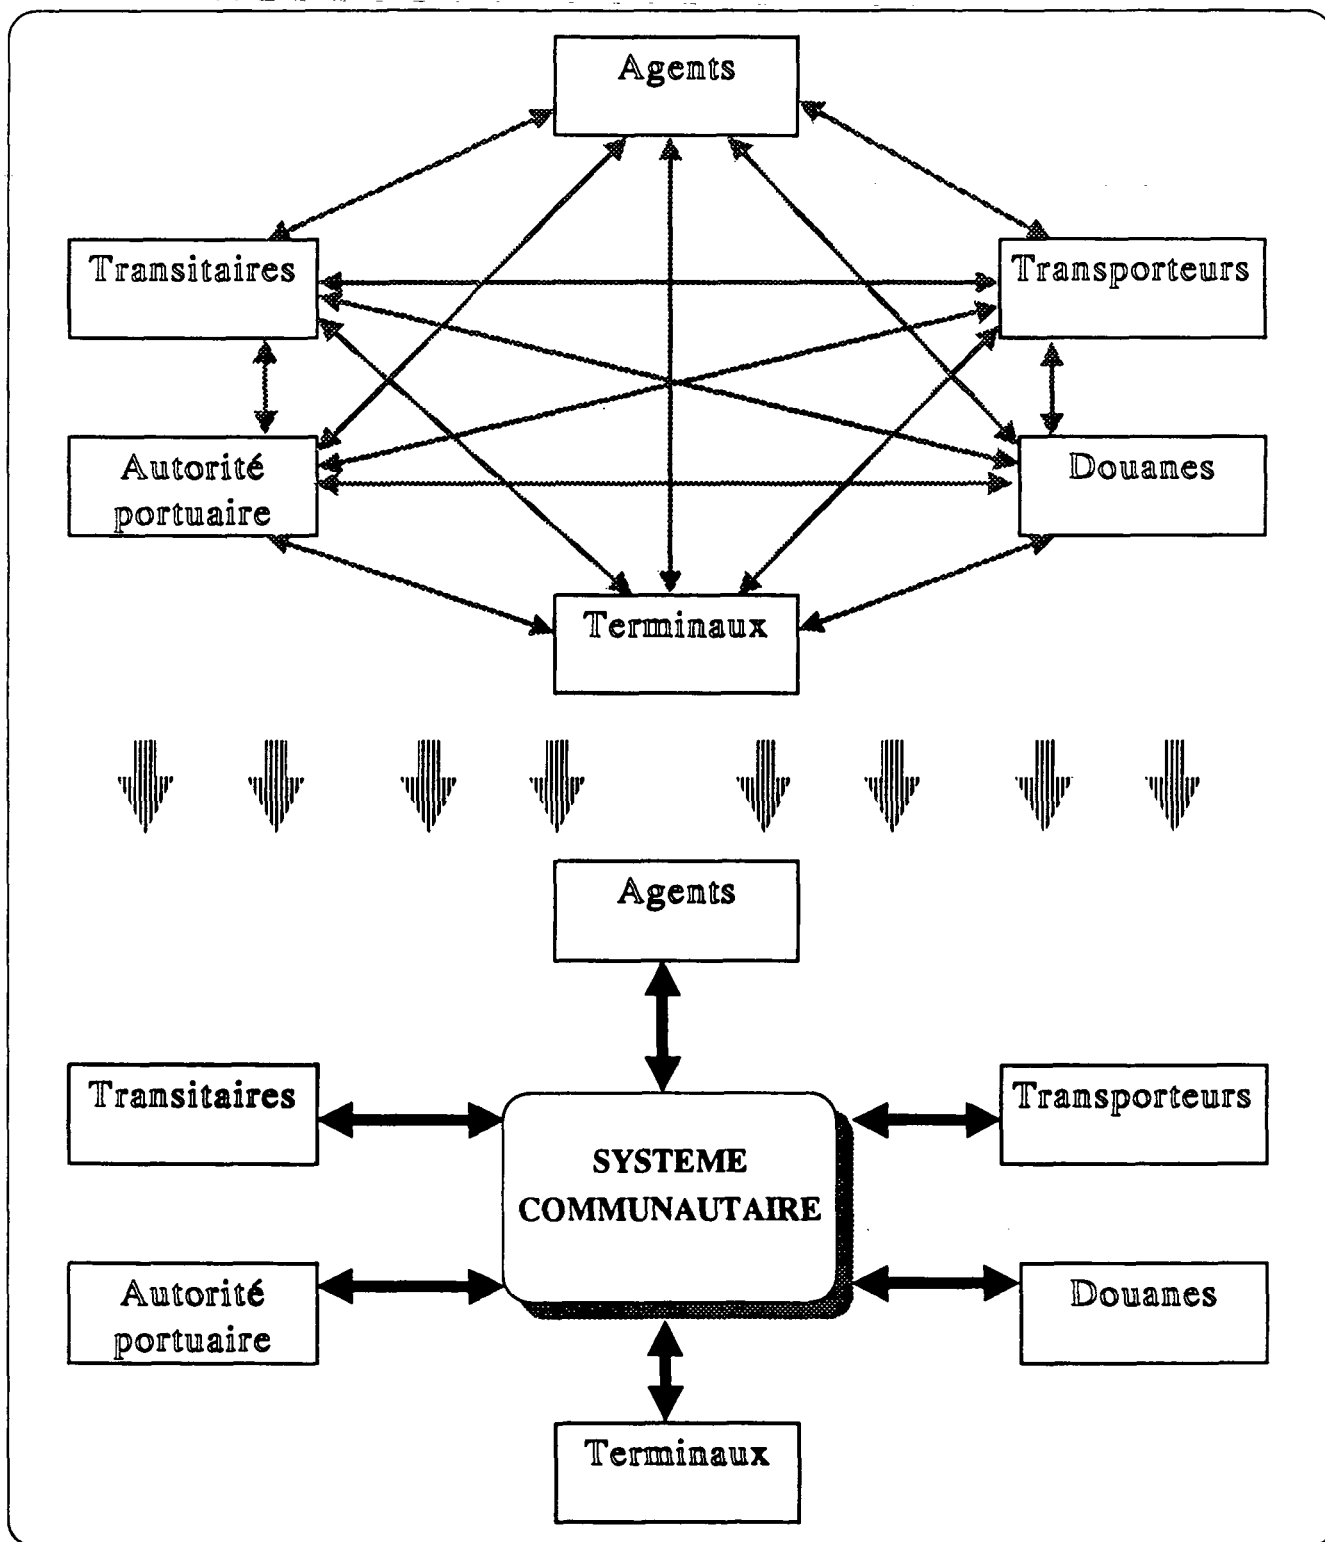 Agents
Transitaires
Transporteurs
Autorité
portuaire
Douanes
Terminaux
Agents
Transitaires
Transporteurs
SYSTEME
COMMUNAUTAIRE
Autorité
portuaire
Douanes
Terminaux